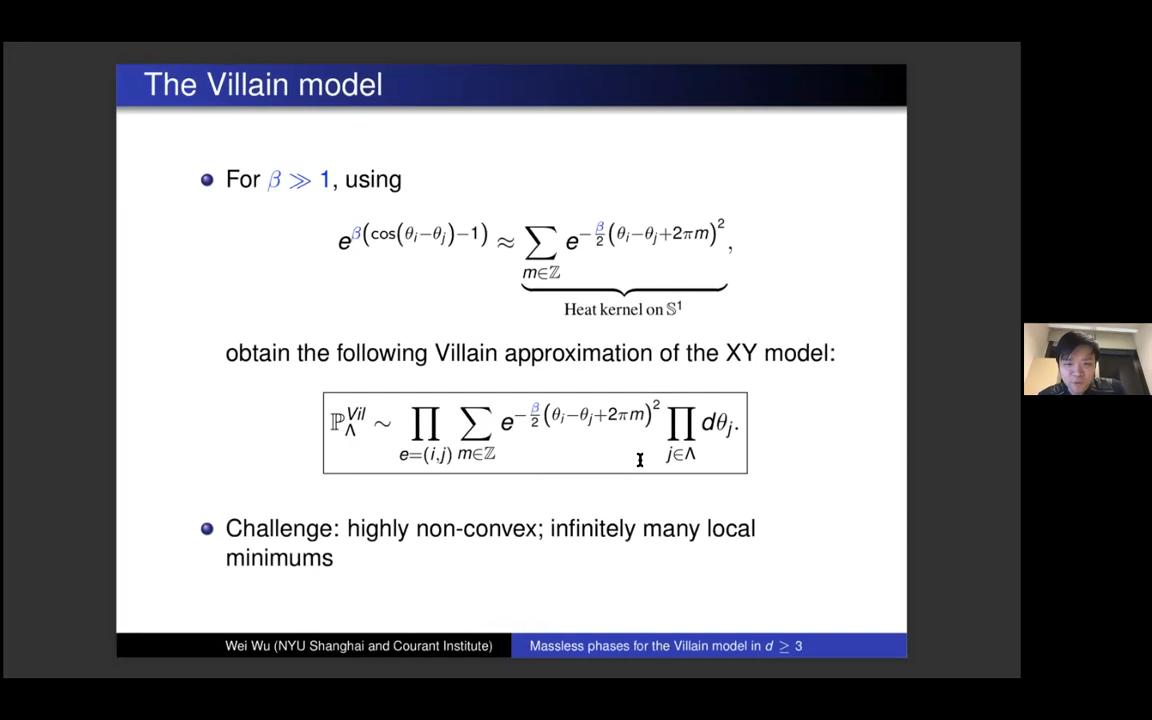 The Villain model
For β ≫ 1, using
e^{β(cos(θ_i−θ_j)−1)} ≈ ∑_{m∈ℤ} e^{−\frac{β}{2}(θ_i−θ_j+2πm)^2},
Heat kernel on 𝕊^1
obtain the following Villain approximation of the XY model:
ℙ_Λ^{Vil} ∼ ∏_{e=(i,j)} ∑_{m∈ℤ} e^{−\frac{β}{2}(θ_i−θ_j+2πm)^2} ∏_{j∈Λ} dθ_j.
Challenge: highly non-convex; infinitely many local
minimums
Wei Wu (NYU Shanghai and Courant Institute)
Massless phases for the Villain model in d ≥ 3